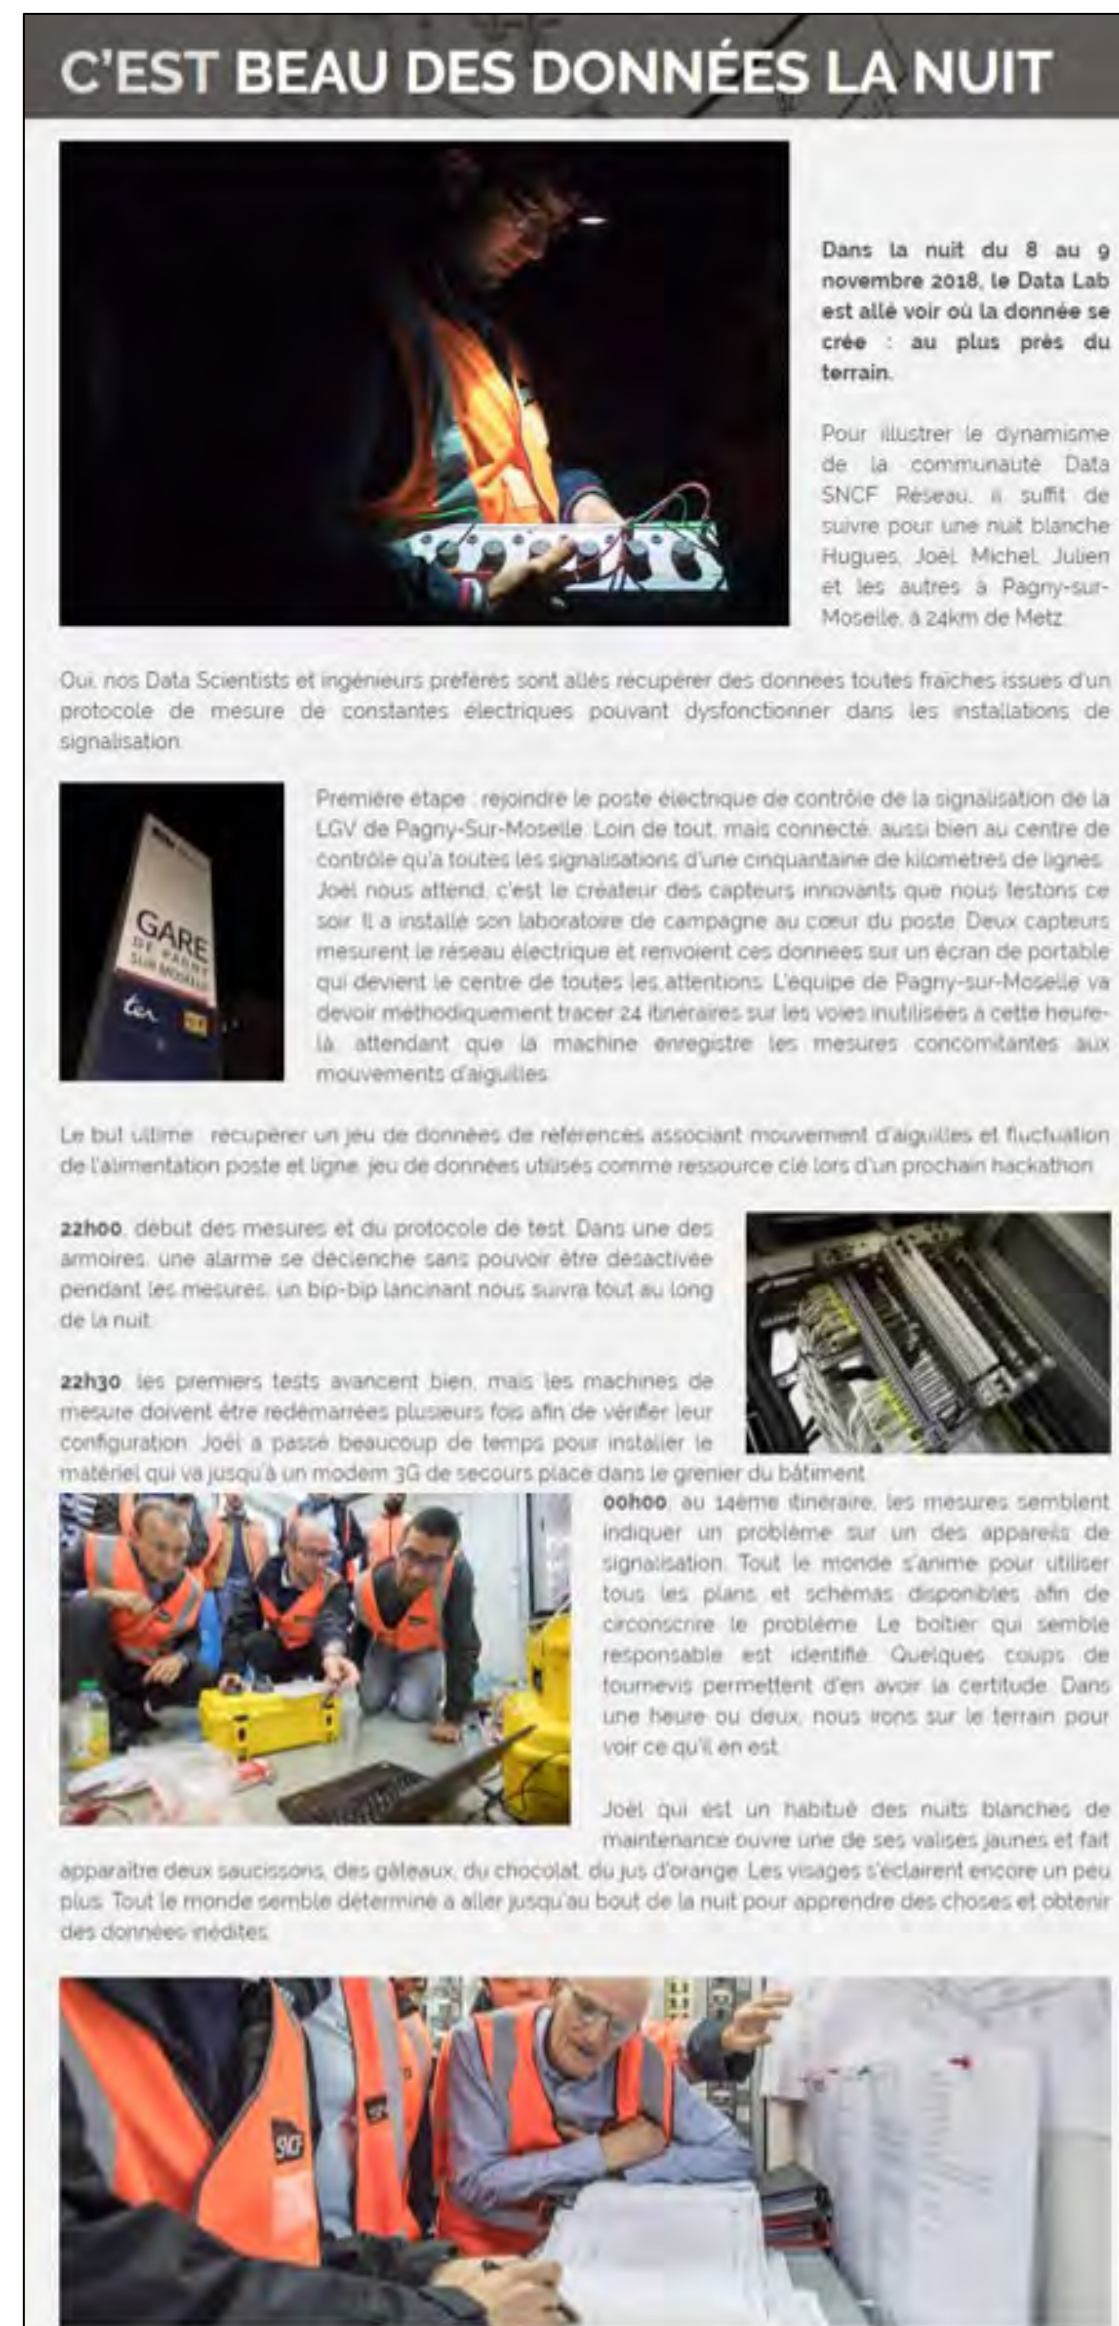 C'EST BEAU DES DONNÉES LA NUIT
Dans la nuit du 8 au 9
novembre 2018, le Data Lab
est allé voir où la donnée se
crée : au plus près du
terrain.
Pour illustrer le dynamisme
de la communauté Data
SNCF Réseau, il suffit de
suivre pour une nuit blanche
Hugues, Joël, Michel, Julien
et les autres à Pagny-sur-
Moselle, à 24km de Metz.
Oui, nos Data Scientists et ingénieurs préférés sont allés récupérer des données toutes fraîches issues d'un
protocole de mesure de constantes électriques pouvant dysfonctionner dans les installations de
signalisation.
GARE
DE PAGNY
SUR MOSELLE
ter
Première étape : rejoindre le poste électrique de contrôle de la signalisation de la
LGV de Pagny-Sur-Moselle. Loin de tout, mais connecté, aussi bien au centre de
contrôle qu'à toutes les signalisations d'une cinquantaine de kilomètres de lignes.
Joël nous attend, c'est le créateur des capteurs innovants que nous testons ce
soir. Il a installé son laboratoire de campagne au cœur du poste. Deux capteurs
mesurent le réseau électrique et renvoient ces données sur un écran de portable
qui devient le centre de toutes les attentions. L'équipe de Pagny-sur-Moselle va
devoir méthodiquement tracer 24 itinéraires sur les voies inutilisées à cette heure-
là, attendant que la machine enregistre les mesures concomitantes aux
mouvements d'aiguilles.
Le but ultime : récupérer un jeu de données de références associant mouvement d'aiguilles et fluctuation
de l'alimentation poste et ligne, jeu de données utilisés comme ressource clé lors d'un prochain hackathon.
22h00, début des mesures et du protocole de test. Dans une des
armoires, une alarme se déclenche sans pouvoir être désactivée
pendant les mesures, un bip-bip lancinant nous suivra tout au long
de la nuit.
22h30, les premiers tests avancent bien, mais les machines de
mesure doivent être redémarrées plusieurs fois afin de vérifier leur
configuration. Joël a passé beaucoup de temps pour installer le
matériel qui va jusqu'à un modem 3G de secours placé dans le grenier du bâtiment.
00h00, au 14ème itinéraire, les mesures semblent
indiquer un problème sur un des appareils de
signalisation. Tout le monde s'anime pour utiliser
tous les plans et schémas disponibles afin de
circonscrire le problème. Le boîtier qui semble
responsable est identifié. Quelques coups de
tournevis permettent d'en avoir la certitude. Dans
une heure ou deux, nous irons sur le terrain pour
voir ce qu'il en est.
Joël qui est un habitué des nuits blanches de
maintenance ouvre une de ses valises jaunes et fait
apparaître deux saucissons, des gâteaux, du chocolat, du jus d'orange. Les visages s'éclairent encore un peu
plus. Tout le monde semble déterminé à aller jusqu'au bout de la nuit pour apprendre des choses et obtenir
des données inédites.
SNCF